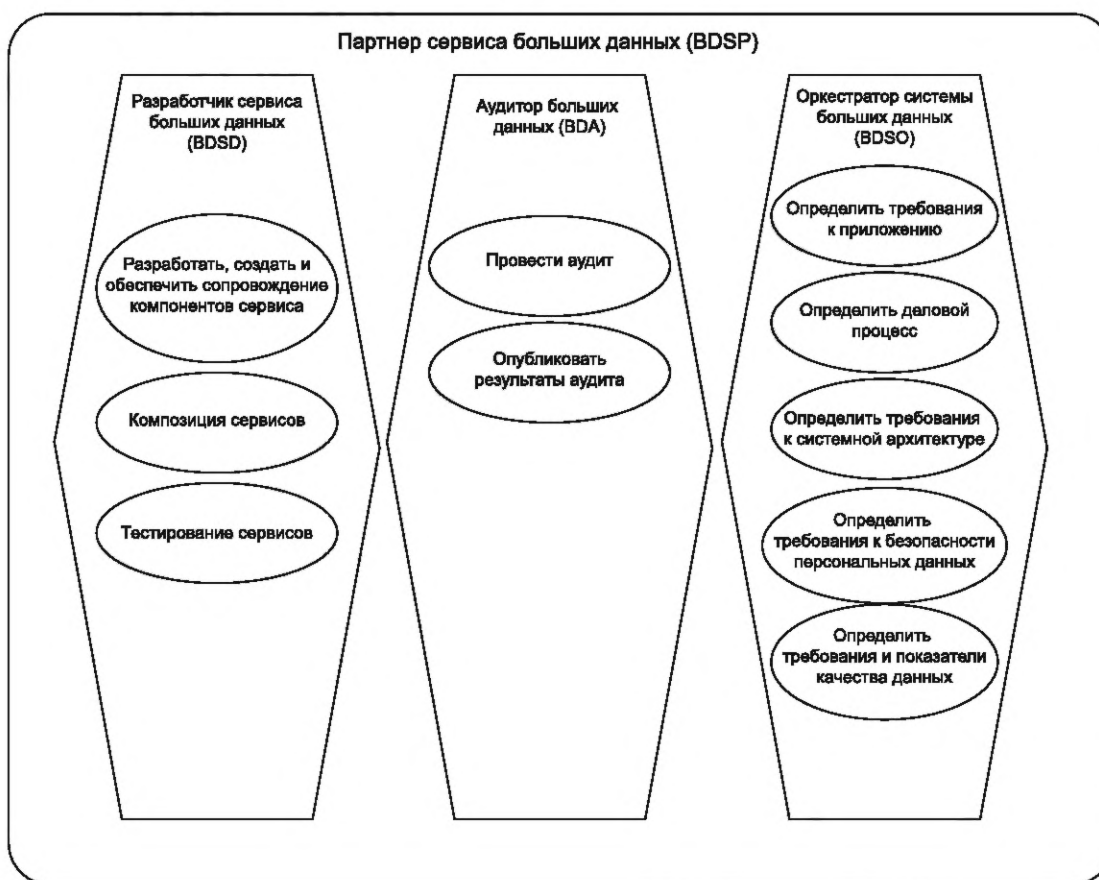 Партнер сервиса больших данных (BDSP)
Разработчик сервиса
больших данных
(BDSD)
Разработать, создать и
обеспечить сопровождение
компонентов сервиса
Композиция сервисов
Тестирование сервисов
Аудитор больших
данных (BDA)
Провести аудит
Опубликовать
результаты аудита
Оркестратор системы
больших данных
(BDSO)
Определить требования
к приложению
Определить деловой
процесс
Определить требования
к системной архитектуре
Определить
требования к безопасности
персональных данных
Определить
требования и показатели
качества данных